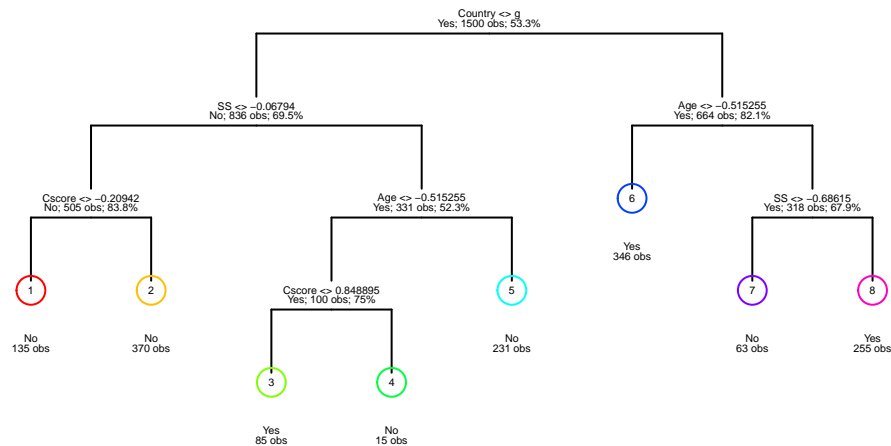 Country <> g
Yes; 1500 obs; 53.3%
SS <> −0.06794
No; 836 obs; 69.5%
Age <> −0.515255
Yes; 664 obs; 82.1%
Cscore <> −0.20942
No; 505 obs; 83.8%
Age <> −0.515255
Yes; 331 obs; 52.3%
6
SS <> −0.68615
Yes; 318 obs; 67.9%
Yes
346 obs
1
2
Cscore <> 0.848895
Yes; 100 obs; 75%
5
7
8
No
135 obs
No
370 obs
No
231 obs
No
63 obs
Yes
255 obs
3
4
Yes
85 obs
No
15 obs